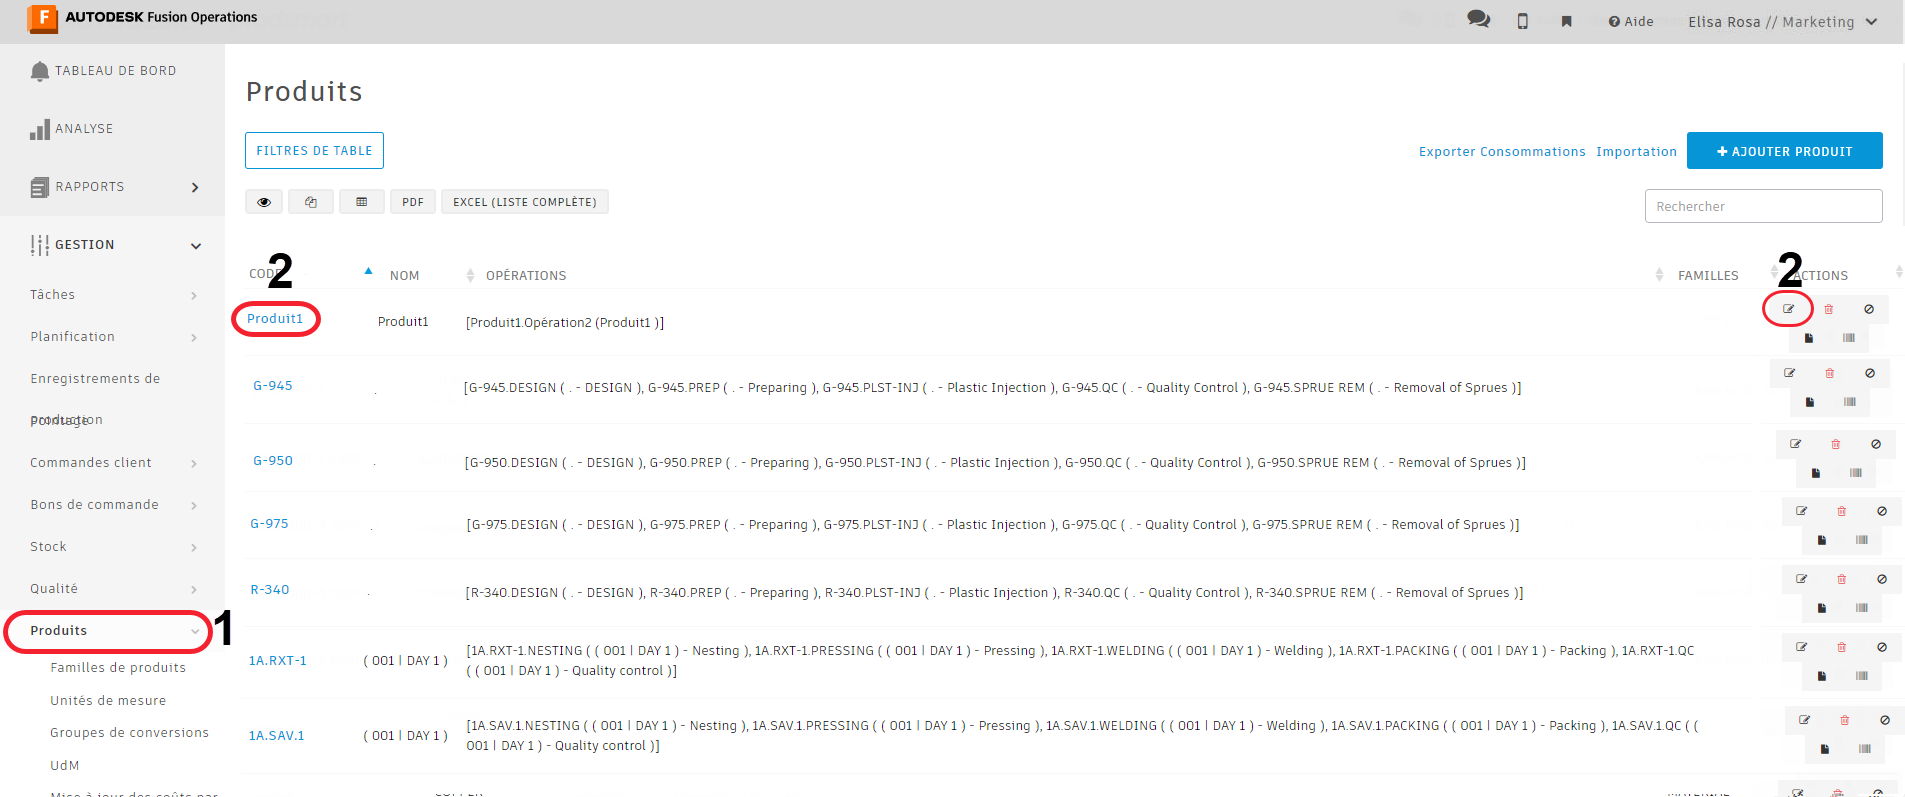 F AUTODESK Fusion Operations
Aide
Elisa Rosa // Marketing
TABLEAU DE BORD
ANALYSE
RAPPORTS
GESTION
Tâches
Planification
Enregistrements de
production
Pointage
Commandes client
Bons de commande
Stock
Qualité
Produits
1
Familles de produits
Unités de mesure
Groupes de conversions
UdM
Mise à jour des coûts par
Produits
FILTRES DE TABLE
Exporter Consommations Importation + AJOUTER PRODUIT
PDF EXCEL (LISTE COMPLÈTE)
Rechercher
2 2
CODE NOM OPÉRATIONS FAMILLES ACTIONS
Produit1 Produit1 [Produit1.Opération2 (Produit1 )]
G-945 . [G-945.DESIGN ( . - DESIGN ), G-945.PREP ( . - Preparing ), G-945.PLST-INJ ( . - Plastic Injection ), G-945.QC ( . - Quality Control ), G-945.SPRUE REM ( . - Removal of Sprues )]
G-950 . [G-950.DESIGN ( . - DESIGN ), G-950.PREP ( . - Preparing ), G-950.PLST-INJ ( . - Plastic Injection ), G-950.QC ( . - Quality Control ), G-950.SPRUE REM ( . - Removal of Sprues )]
G-975 . [G-975.DESIGN ( . - DESIGN ), G-975.PREP ( . - Preparing ), G-975.PLST-INJ ( . - Plastic Injection ), G-975.QC ( . - Quality Control ), G-975.SPRUE REM ( . - Removal of Sprues )]
R-340 . [R-340.DESIGN ( . - DESIGN ), R-340.PREP ( . - Preparing ), R-340.PLST-INJ ( . - Plastic Injection ), R-340.QC ( . - Quality Control ), R-340.SPRUE REM ( . - Removal of Sprues )]
1A.RXT-1 ( 001 | DAY 1 ) [1A.RXT-1.NESTING ( ( 001 | DAY 1 ) - Nesting ), 1A.RXT-1.PRESSING ( ( 001 | DAY 1 ) - Pressing ), 1A.RXT-1.WELDING ( ( 001 | DAY 1 ) - Welding ), 1A.RXT-1.PACKING ( ( 001 | DAY 1 ) - Packing ), 1A.RXT-1.QC
( ( 001 | DAY 1 ) - Quality control )]
1A.SAV.1 ( 001 | DAY 1 ) [1A.SAV.1.NESTING ( ( 001 | DAY 1 ) - Nesting ), 1A.SAV.1.PRESSING ( ( 001 | DAY 1 ) - Pressing ), 1A.SAV.1.WELDING ( ( 001 | DAY 1 ) - Welding ), 1A.SAV.1.PACKING ( ( 001 | DAY 1 ) - Packing ), 1A.SAV.1.QC ( (
001 | DAY 1 ) - Quality control )]